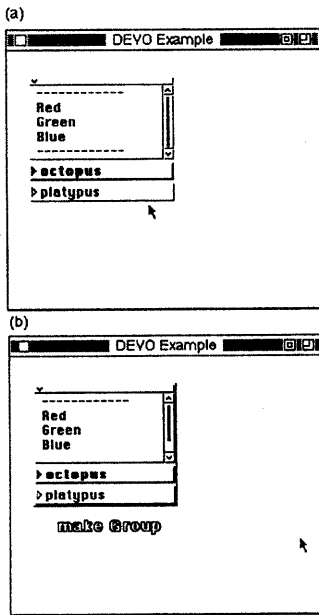 (a)
DEVO Example
--------------
Red
Green
Blue
--------------
octopus
platypus
(b)
DEVO Example
--------------
Red
Green
Blue
octopus
platypus
make Group